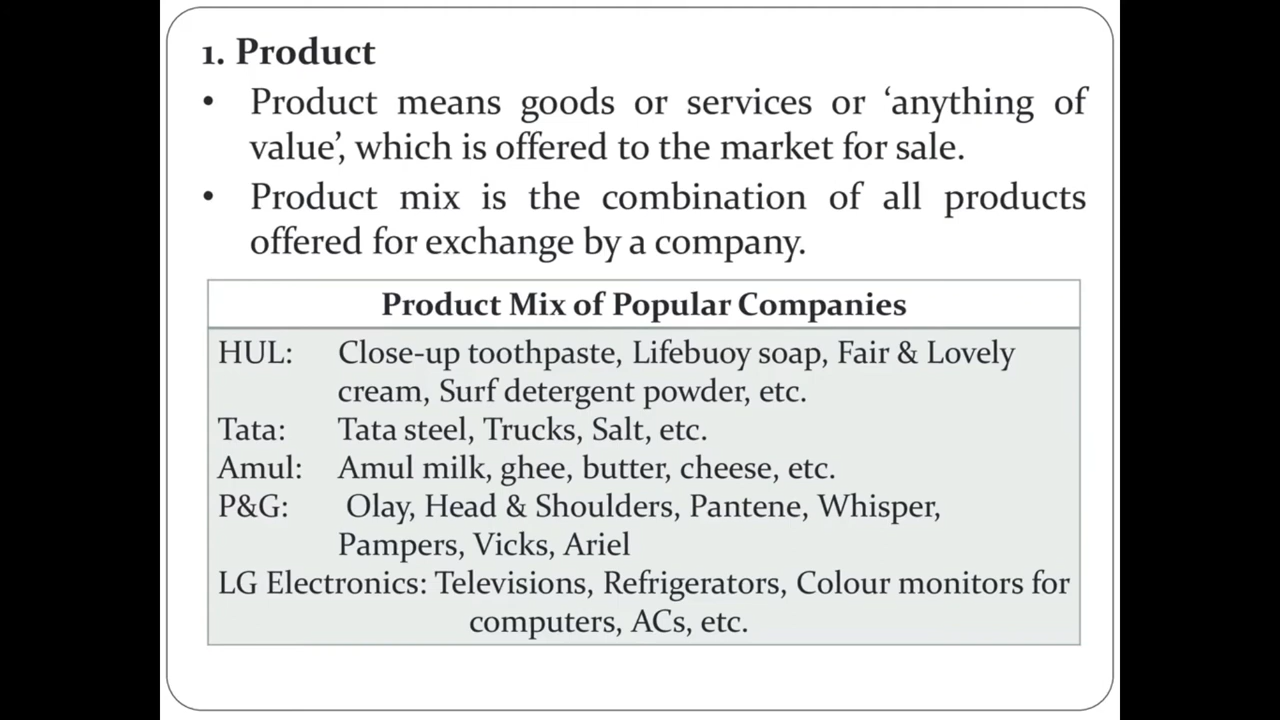 1. Product
• Product means goods or services or ‘anything of
value’, which is offered to the market for sale.
• Product mix is the combination of all products
offered for exchange by a company.
Product Mix of Popular Companies
HUL: Close-up toothpaste, Lifebuoy soap, Fair & Lovely
cream, Surf detergent powder, etc.
Tata: Tata steel, Trucks, Salt, etc.
Amul: Amul milk, ghee, butter, cheese, etc.
P&G: Olay, Head & Shoulders, Pantene, Whisper,
Pampers, Vicks, Ariel
LG Electronics: Televisions, Refrigerators, Colour monitors for
computers, ACs, etc.